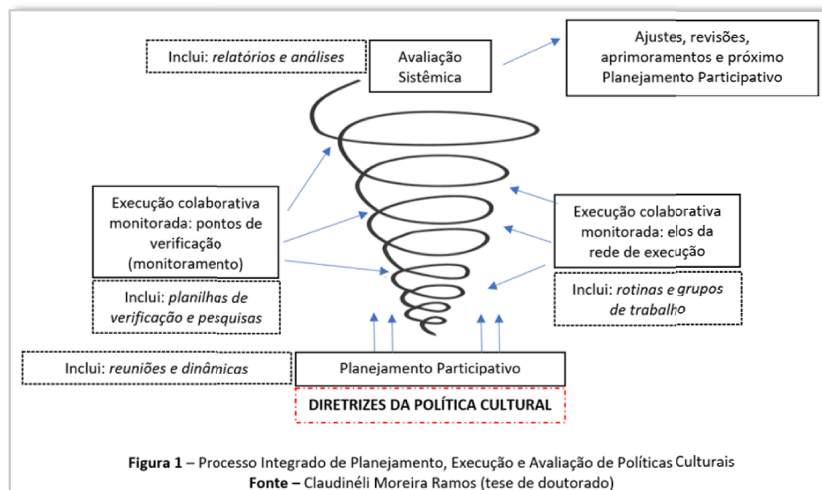 Inclui: relatórios e análises
Avaliação
Sistêmica
Ajustes, revisões,
aprimoramentos e próximo
Planejamento Participativo
Execução colaborativa
monitorada: pontos de
verificação
(monitoramento)
Inclui: planilhas de
verificação e pesquisas
Execução colaborativa
monitorada: elos da
rede de execução
Inclui: rotinas e grupos
de trabalho
Inclui: reuniões e dinâmicas
Planejamento Participativo
DIRETRIZES DA POLÍTICA CULTURAL
Figura 1 – Processo Integrado de Planejamento, Execução e Avaliação de Políticas Culturais
Fonte – Claudinéli Moreira Ramos (tese de doutorado)